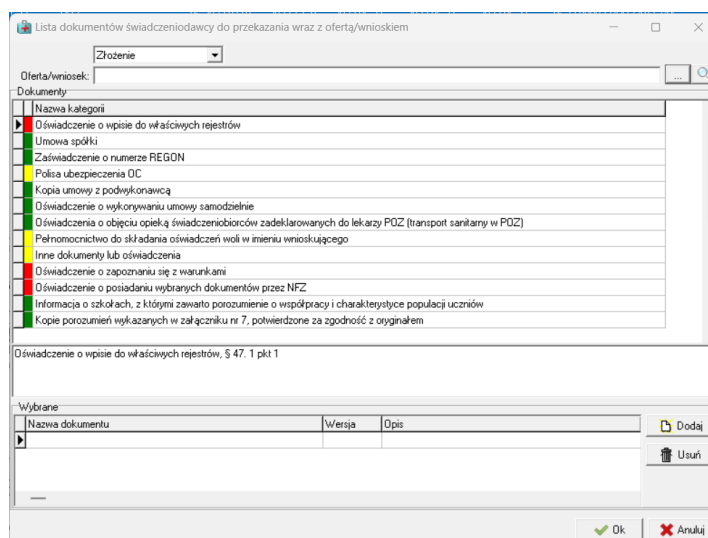 Lista dokumentów świadczeniodawcy do przekazania wraz z ofertą/wnioskiem
Złożenie
Oferta/wniosek:
...
Dokumenty
Nazwa kategorii
Oświadczenie o wpisie do właściwych rejestrów
Umowa spółki
Zaświadczenie o numerze REGON
Polisa ubezpieczenia OC
Kopia umowy z podwykonawcą
Oświadczenie o wykonywaniu umowy samodzielnie
Oświadczenia o objęciu opieką świadczeniobiorców zadeklarowanych do lekarzy POZ (transport sanitarny w POZ)
Pełnomocnictwo do składania oświadczeń woli w imieniu wnioskującego
Inne dokumenty lub oświadczenia
Oświadczenie o zapoznaniu się z warunkami
Oświadczenie o posiadaniu wybranych dokumentów przez NFZ
Informacja o szkołach, z którymi zawarto porozumienie o współpracy i charakterystyce populacji uczniów
Kopie porozumień wykazanych w załączniku nr 7, potwierdzone za zgodność z oryginałem
Oświadczenie o wpisie do właściwych rejestrów, § 47. 1 pkt 1
Wybrane
Nazwa dokumentu Wersja Opis
Dodaj
Usuń
Ok Anuluj